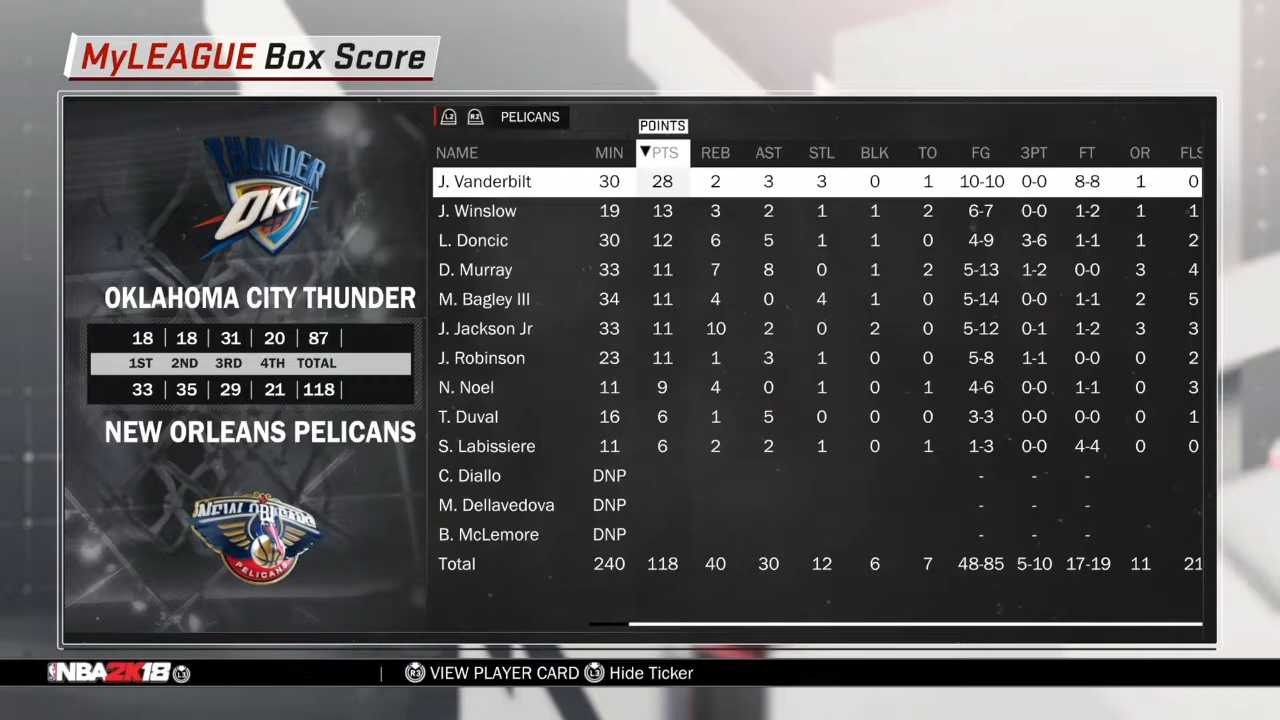 MyLEAGUE Box Score
THUNDER
OKC
OKLAHOMA CITY THUNDER
18 | 18 | 31 | 20 | 87 |
1ST 2ND 3RD 4TH TOTAL
33 | 35 | 29 | 21 | 118 |
NEW ORLEANS PELICANS
NEW ORLEANS
PELICANS
L2 R2 PELICANS
POINTS
NAME MIN ▼PTS REB AST STL BLK TO FG 3PT FT OR FLS
J. Vanderbilt 30 28 2 3 3 0 1 10-10 0-0 8-8 1 0
J. Winslow 19 13 3 2 1 1 2 6-7 0-0 1-2 1 1
L. Doncic 30 12 6 5 1 1 0 4-9 3-6 1-1 1 2
D. Murray 33 11 7 8 0 1 2 5-13 1-2 0-0 3 4
M. Bagley III 34 11 4 0 4 1 0 5-14 0-0 1-1 2 5
J. Jackson Jr 33 11 10 2 0 2 0 5-12 0-1 1-2 3 3
J. Robinson 23 11 1 3 1 0 0 5-8 1-1 0-0 0 2
N. Noel 11 9 4 0 1 0 1 4-6 0-0 1-1 0 3
T. Duval 16 6 1 5 0 0 0 3-3 0-0 0-0 0 1
S. Labissiere 11 6 2 2 1 0 1 1-3 0-0 4-4 0 0
C. Diallo DNP - - -
M. Dellavedova DNP - - -
B. McLemore DNP - - -
Total 240 118 40 30 12 6 7 48-85 5-10 17-19 11 21
NBA 2K18 L3 | R3 VIEW PLAYER CARD L3 Hide Ticker